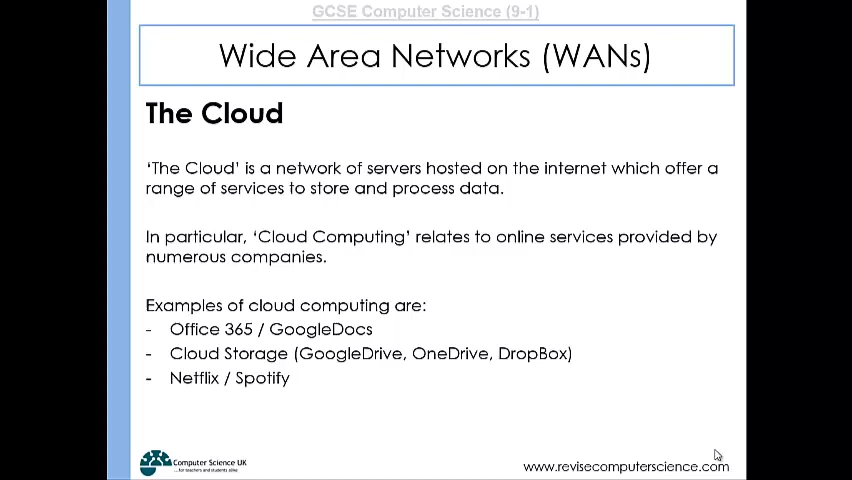 GCSE Computer Science (9-1)
Wide Area Networks (WANs)
The Cloud
‘The Cloud’ is a network of servers hosted on the internet which offer a
range of services to store and process data.
In particular, ‘Cloud Computing’ relates to online services provided by
numerous companies.
Examples of cloud computing are:
- Office 365 / GoogleDocs
- Cloud Storage (GoogleDrive, OneDrive, DropBox)
- Netflix / Spotify
Computer Science UK
...for teachers and students alike
www.revisecomputerscience.com